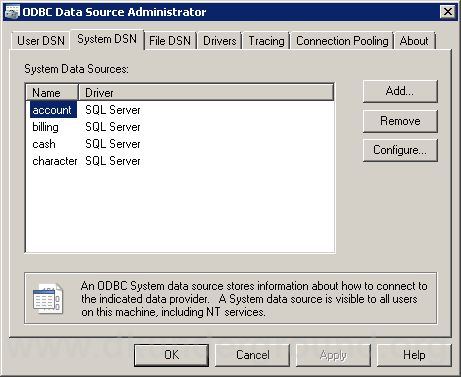 ODBC Data Source Administrator
User DSN System DSN File DSN Drivers Tracing Connection Pooling About
System Data Sources:
Name Driver
account SQL Server
billing SQL Server
cash SQL Server
character SQL Server
Add...
Remove
Configure...
An ODBC System data source stores information about how to connect to
the indicated data provider. A System data source is visible to all users
on this machine, including NT services.
OK Cancel Apply Help